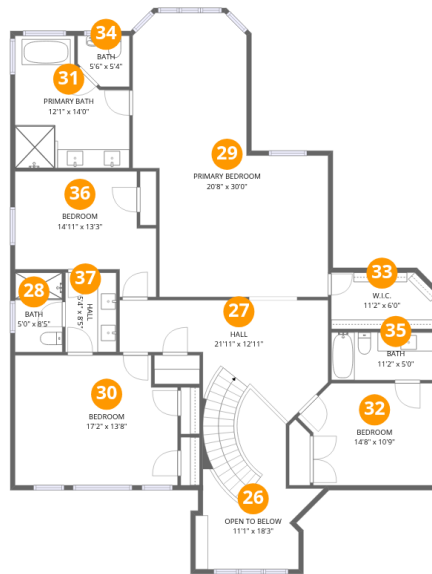 34
BATH
5'6" x 5'4"
31
PRIMARY BATH
12'1" x 14'0"
29
PRIMARY BEDROOM
20'8" x 30'0"
36
BEDROOM
14'11" x 13'3"
33
W.I.C.
11'2" x 6'0"
37
HALL
5'4" x 8'5"
28
BATH
5'0" x 8'5"
27
HALL
21'11" x 12'11"
35
BATH
11'2" x 5'0"
30
BEDROOM
17'2" x 13'8"
32
BEDROOM
14'8" x 10'9"
26
OPEN TO BELOW
11'1" x 18'3"